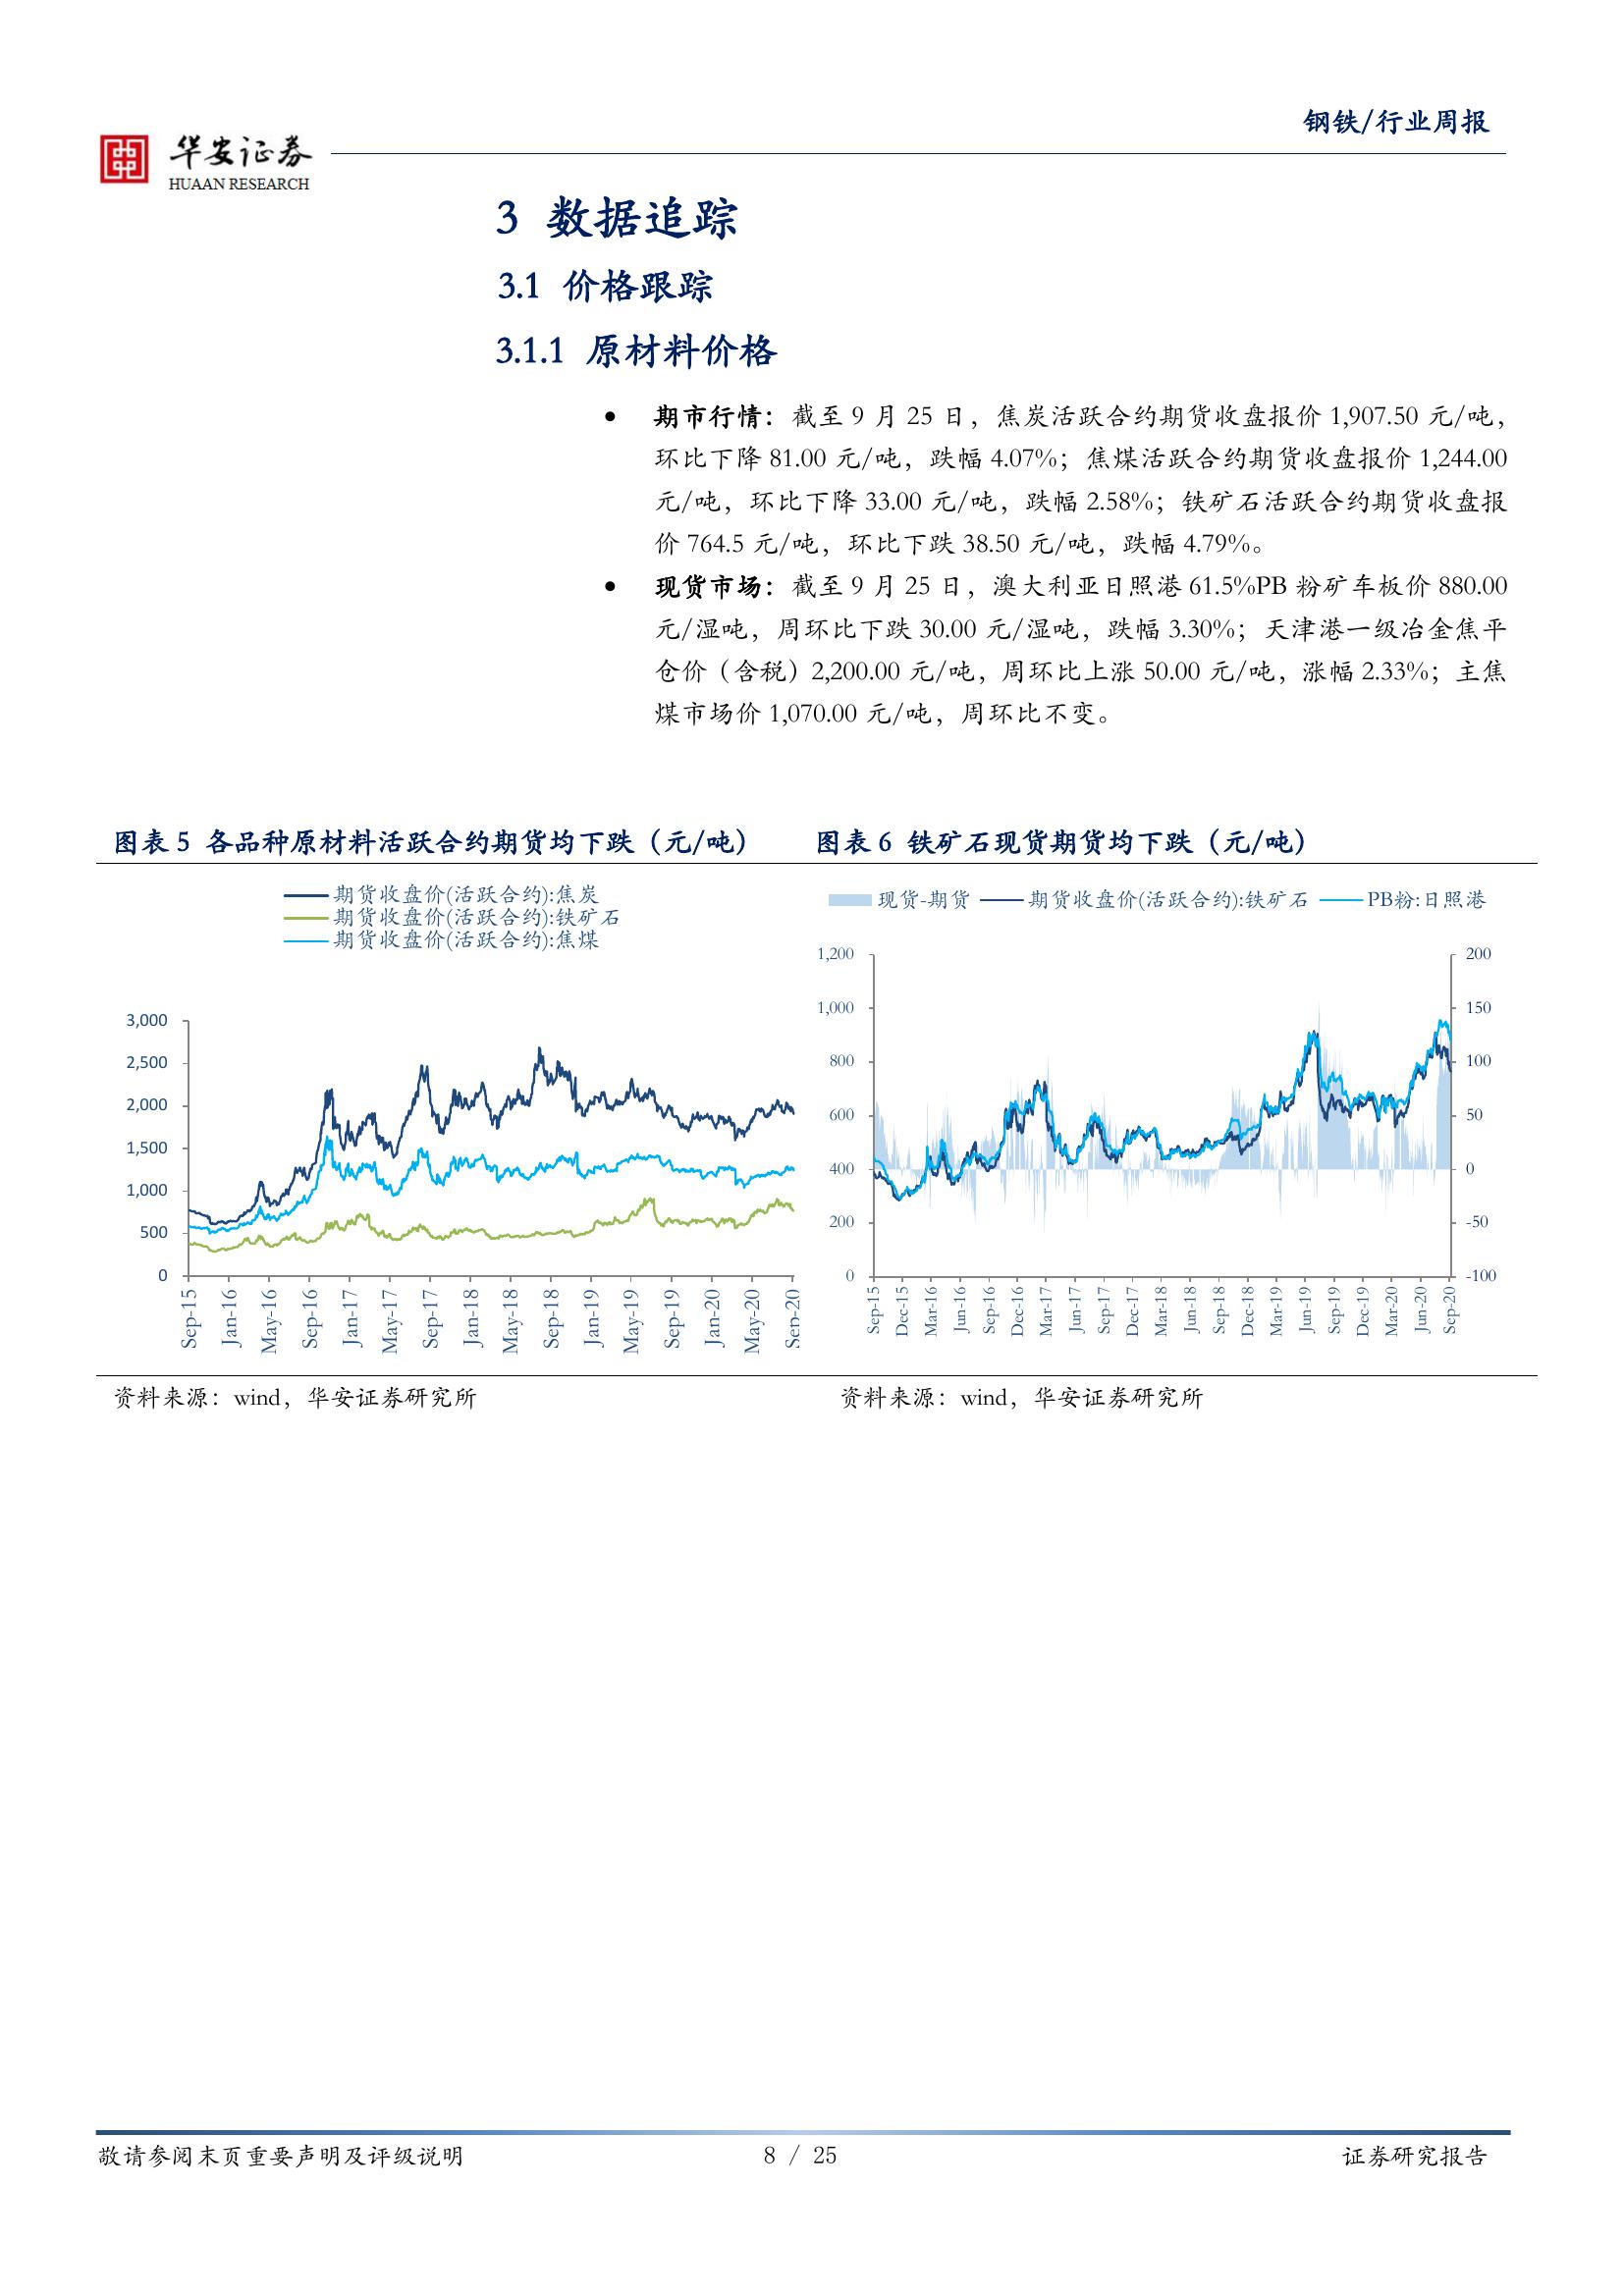 钢铁/行业周报
华安证券
HUAAN RESEARCH
3 数据追踪
3.1 价格跟踪
3.1.1 原材料价格
● 期市行情：截至 9 月 25 日，焦炭活跃合约期货收盘报价 1,907.50 元/吨，
环比下降 81.00 元/吨，跌幅 4.07%；焦煤活跃合约期货收盘报价 1,244.00
元/吨，环比下降 33.00 元/吨，跌幅 2.58%；铁矿石活跃合约期货收盘报
价 764.5 元/吨，环比下跌 38.50 元/吨，跌幅 4.79%。
● 现货市场：截至 9 月 25 日，澳大利亚日照港 61.5%PB 粉矿车板价 880.00
元/湿吨，周环比下跌 30.00 元/湿吨，跌幅 3.30%；天津港一级冶金焦平
仓价（含税）2,200.00 元/吨，周环比上涨 50.00 元/吨，涨幅 2.33%；主焦
煤市场价 1,070.00 元/吨，周环比不变。
图表 5 各品种原材料活跃合约期货均下跌（元/吨）
期货收盘价(活跃合约):焦炭
期货收盘价(活跃合约):铁矿石
期货收盘价(活跃合约):焦煤
3,000
2,500
2,000
1,500
1,000
500
0
Sep-15 Jan-16 May-16 Sep-16 Jan-17 May-17 Sep-17 Jan-18 May-18 Sep-18 Jan-19 May-19 Sep-19 Jan-20 May-20 Sep-20
资料来源：wind，华安证券研究所
图表 6 铁矿石现货期货均下跌（元/吨）
现货-期货 期货收盘价(活跃合约):铁矿石 PB粉:日照港
1,200 200
1,000 150
800 100
600 50
400 0
200 -50
0 -100
Sep-15 Dec-15 Mar-16 Jun-16 Sep-16 Dec-16 Mar-17 Jun-17 Sep-17 Dec-17 Mar-18 Jun-18 Sep-18 Dec-18 Mar-19 Jun-19 Sep-19 Dec-19 Mar-20 Jun-20 Sep-20
资料来源：wind，华安证券研究所
敬请参阅末页重要声明及评级说明 8 / 25 证券研究报告